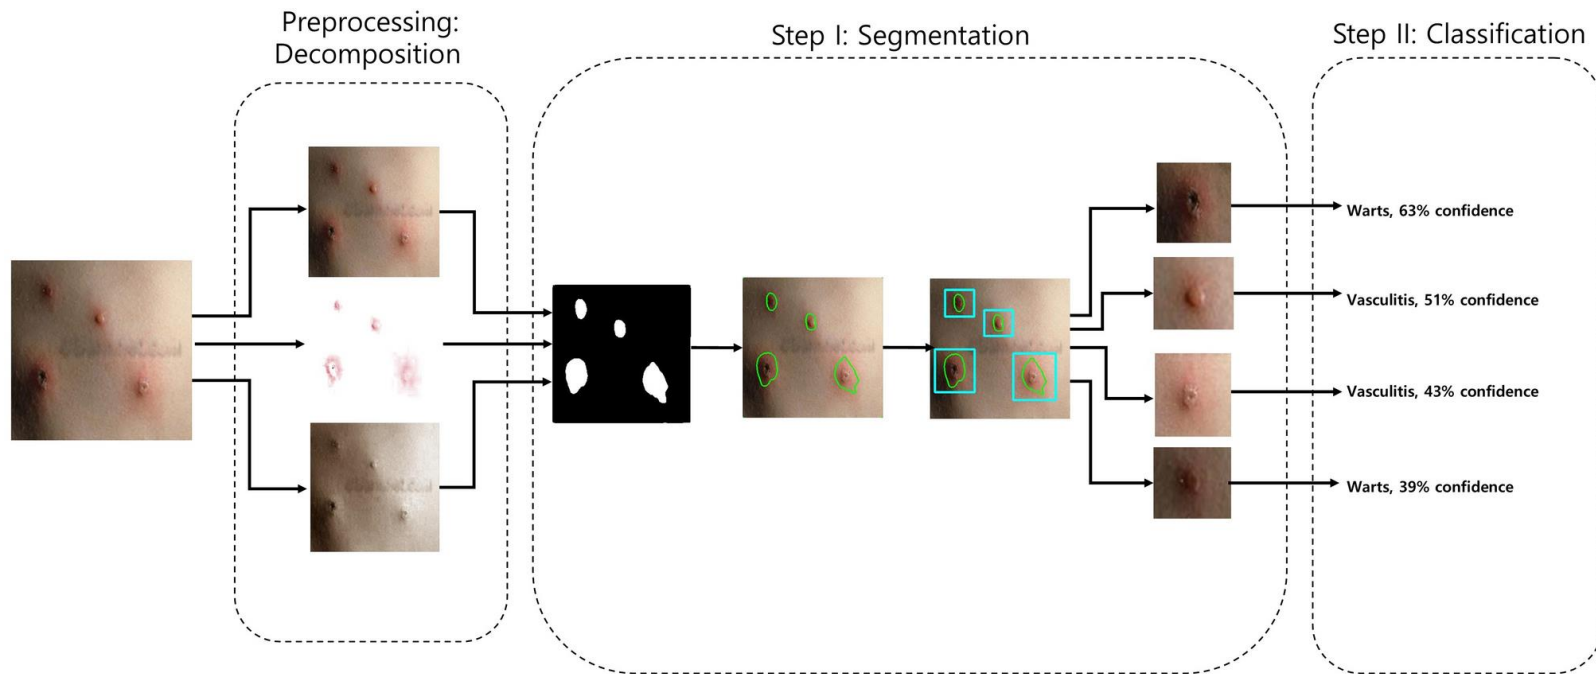 Preprocessing:
Decomposition
Step I: Segmentation
Step II: Classification
Warts, 63% confidence
Vasculitis, 51% confidence
Vasculitis, 43% confidence
Warts, 39% confidence